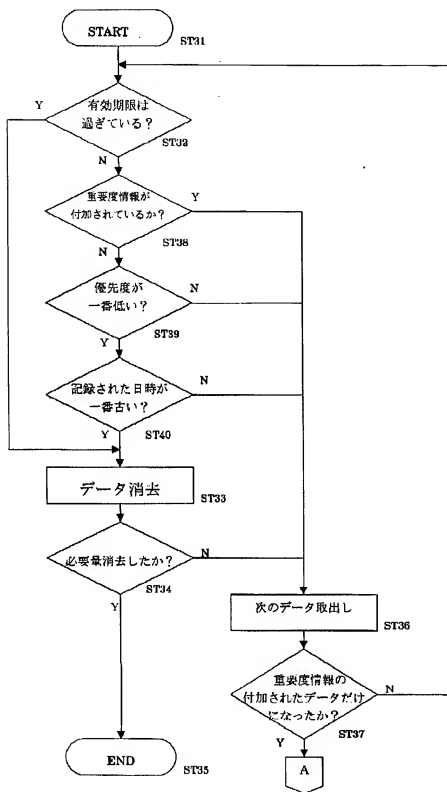 START
ST31
Y
有効期限は
過ぎている?
ST32
N
重要度情報が
付加されているか?
Y
ST38
N
優先度が
一番低い?
N
ST39
Y
記録された日時が
一番古い?
N
ST40
Y
データ消去
ST33
必要量消去したか?
N
ST34
Y
次のデータ取出し
ST36
重要度情報の
付加されたデータだけ
になったか?
N
ST37
Y
END
ST35
A